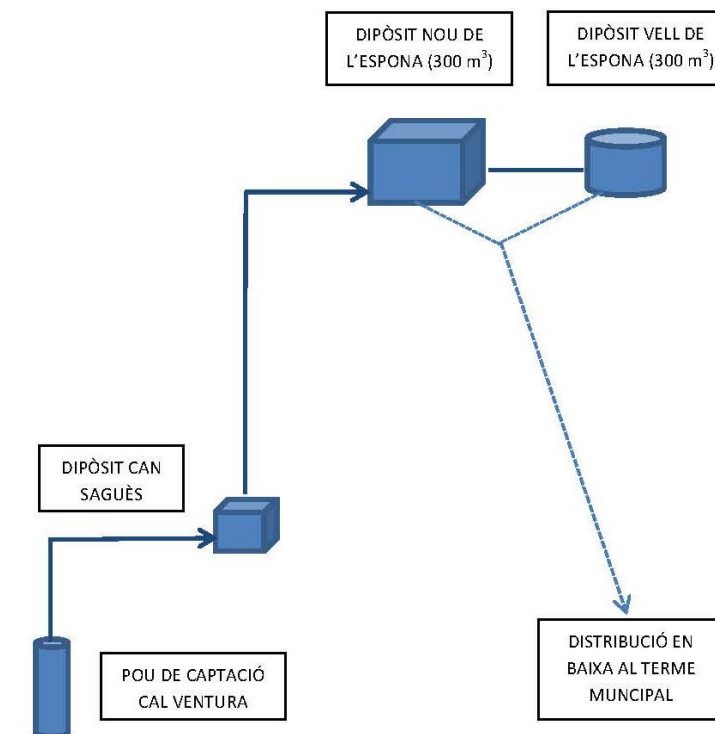 DIPÒSIT NOU DE
L'ESPONA (300 m³)
DIPÒSIT VELL DE
L'ESPONA (300 m³)
DIPÒSIT CAN
SAGUÈS
POU DE CAPTACIÓ
CAL VENTURA
DISTRIBUCIÓ EN
BAIXA AL TERME
MUNCIPAL